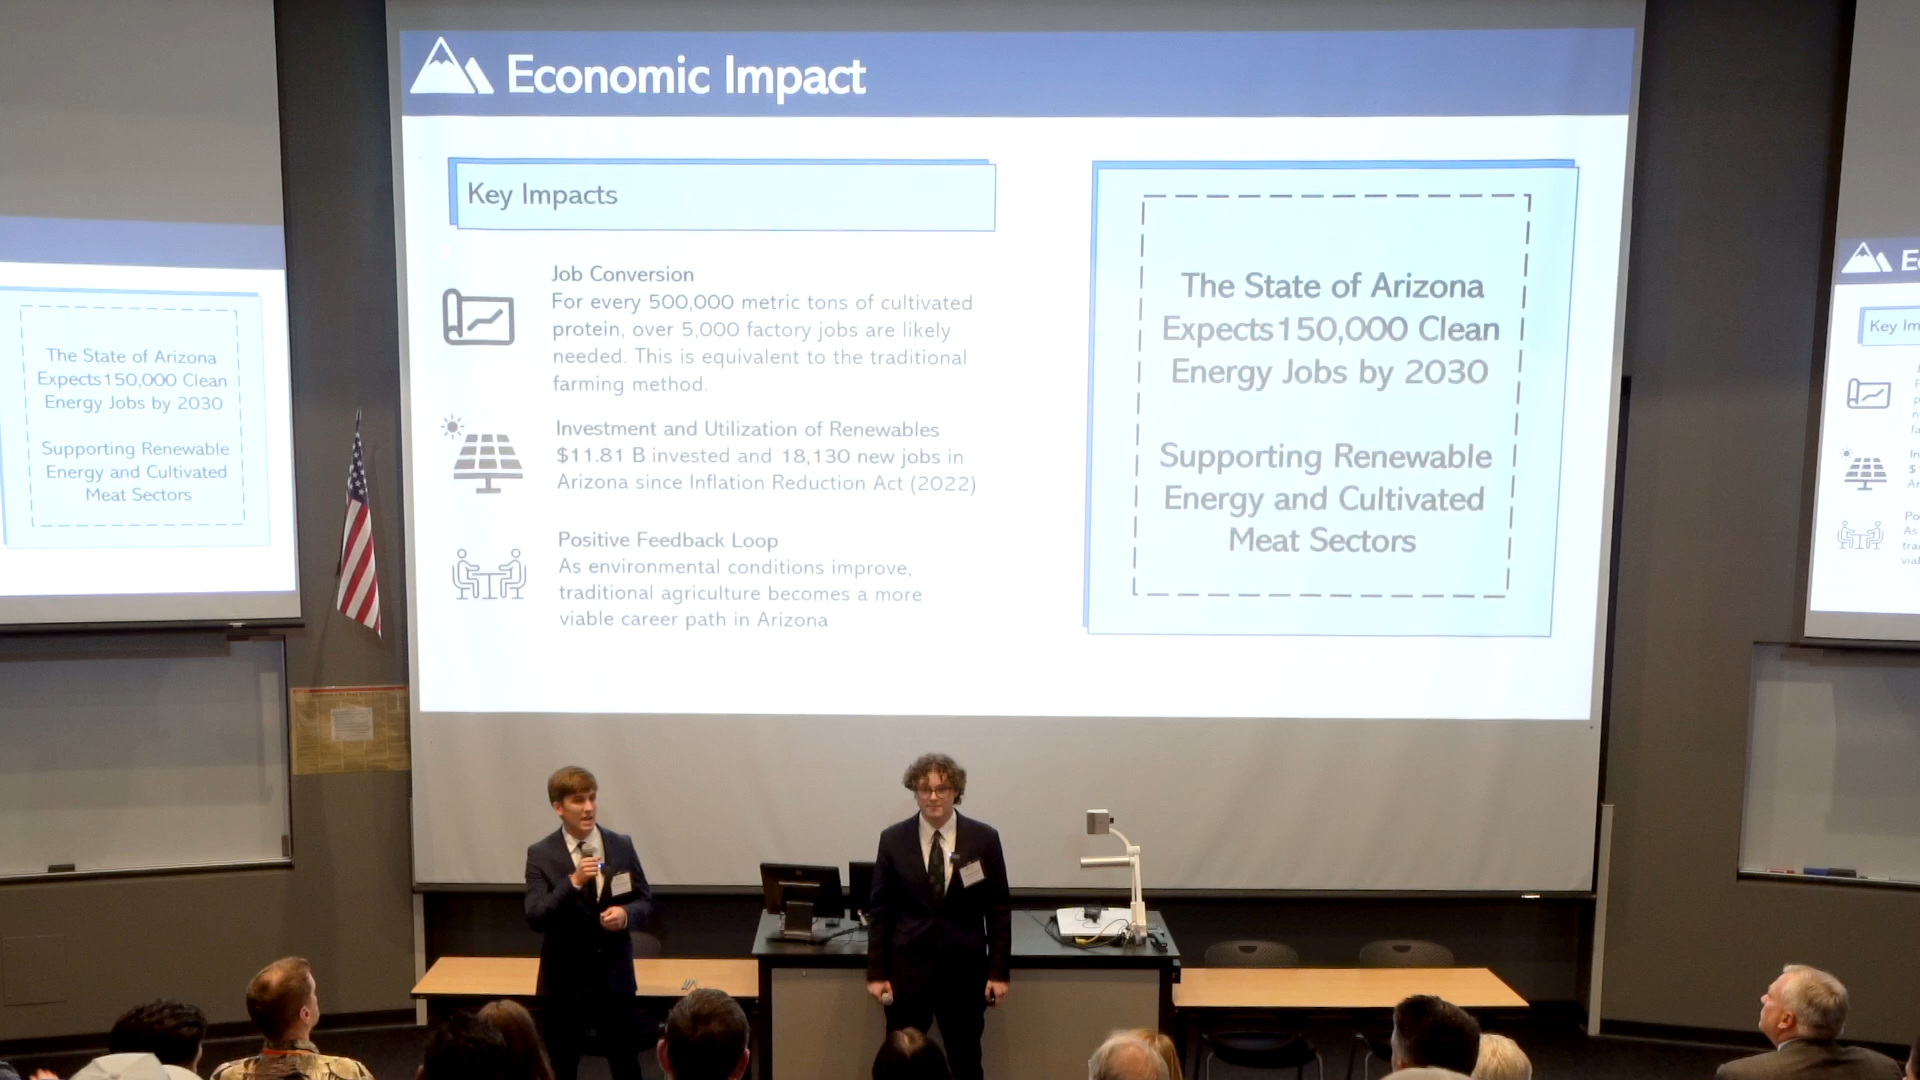 Economic Impact
Key Impacts
Job Conversion
For every 500,000 metric tons of cultivated
protein, over 5,000 factory jobs are likely
needed. This is equivalent to the traditional
farming method.
Investment and Utilization of Renewables
$11.81 B invested and 18,130 new jobs in
Arizona since Inflation Reduction Act (2022)
Positive Feedback Loop
As environmental conditions improve,
traditional agriculture becomes a more
viable career path in Arizona
The State of Arizona
Expects 150,000 Clean
Energy Jobs by 2030
Supporting Renewable
Energy and Cultivated
Meat Sectors
The State of Arizona
Expects 150,000 Clean
Energy Jobs by 2030
Supporting Renewable
Energy and Cultivated
Meat Sectors
Key Im